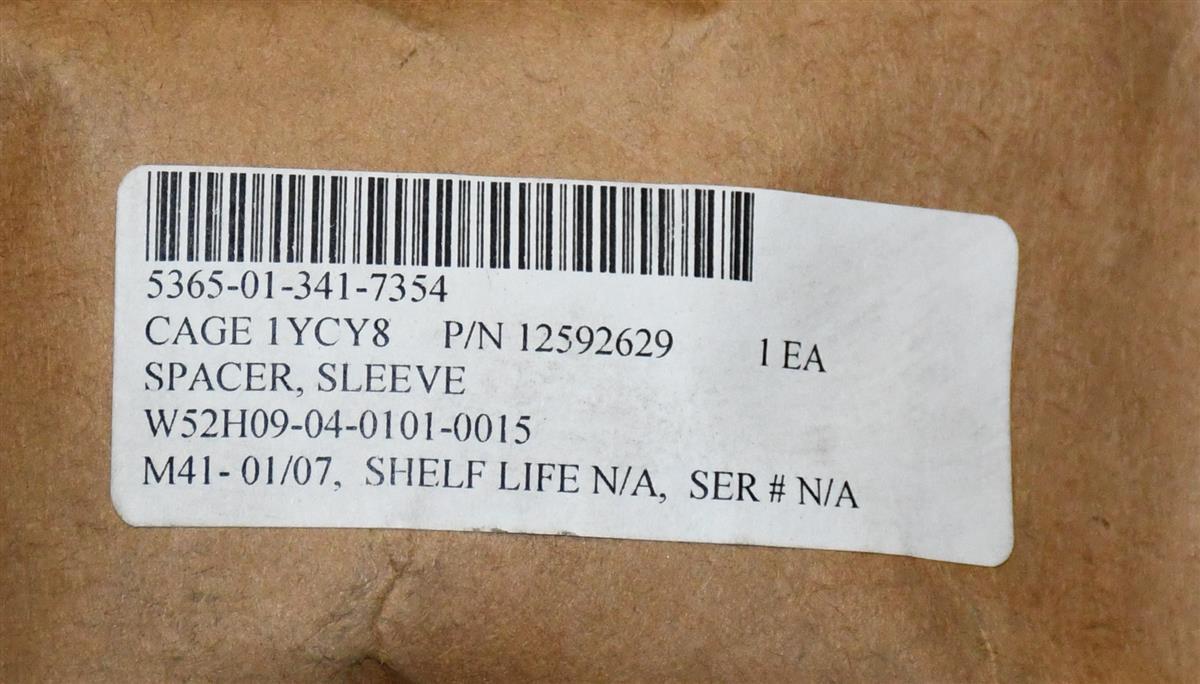 5365-01-341-7354
CAGE 1YCY8 P/N 12592629 1 EA
SPACER, SLEEVE
W52H09-04-0101-0015
M41- 01/07, SHELF LIFE N/A, SER # N/A